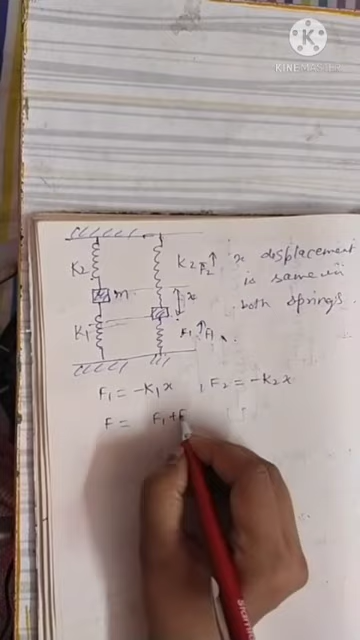 KINEMASTER
K2
m
K1
K2
F2
x
F1
x displacement
is same in
both springs
F1 = -K1x , F2 = -K2x
F = F1+F